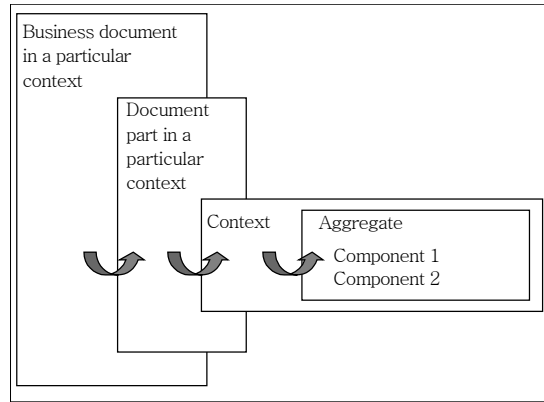 Business document
in a particular
context
Document
part in a
particular
context
Context
Aggregate
Component 1
Component 2